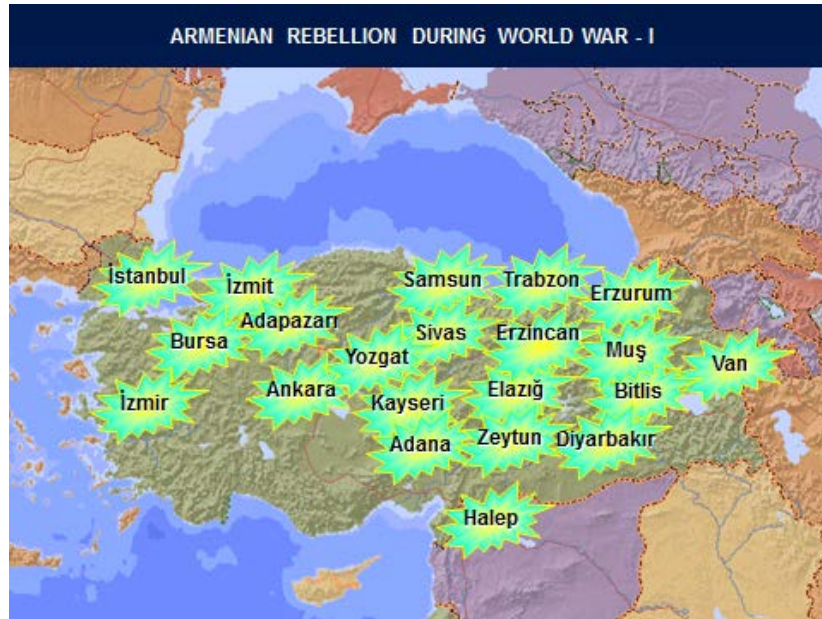 ARMENIAN REBELLION DURING WORLD WAR - I
İstanbul
İzmit
Samsun
Trabzon
Erzurum
Adapazarı
Bursa
Sivas
Erzincan
Yozgat
Muş
Van
İzmir
Ankara
Kayseri
Elazığ
Bitlis
Adana
Zeytun
Diyarbakır
Halep